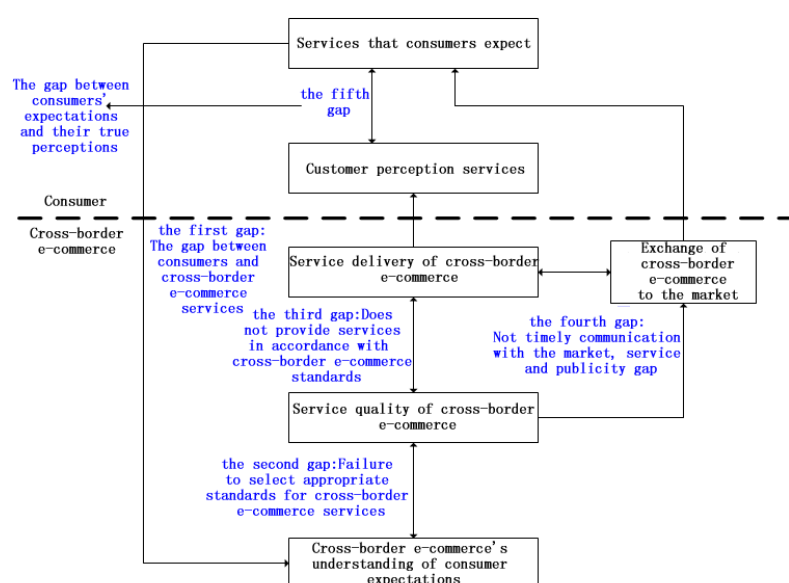 Services that consumers expect
The gap between
consumers'
expectations
and their true
perceptions
the fifth
gap
Customer perception services
Consumer
Cross-border
e-commerce
the first gap:
The gap between
consumers and
cross-border
e-commerce
services
Service delivery of cross-border
e-commerce
Exchange of
cross-border
e-commerce
to the market
the third gap:Does
not provide services
in accordance with
cross-border e-commerce
standards
the fourth gap:
Not timely communication
with the market, service
and publicity gap
Service quality of cross-border
e-commerce
the second gap:Failure
to select appropriate
standards for cross-border
e-commerce services
Cross-border e-commerce's
understanding of consumer
expectations